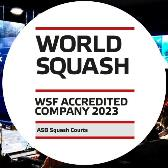 WORLD
SQUASH
WSF ACCREDITED
COMPANY 2023
ASB Squash Courts